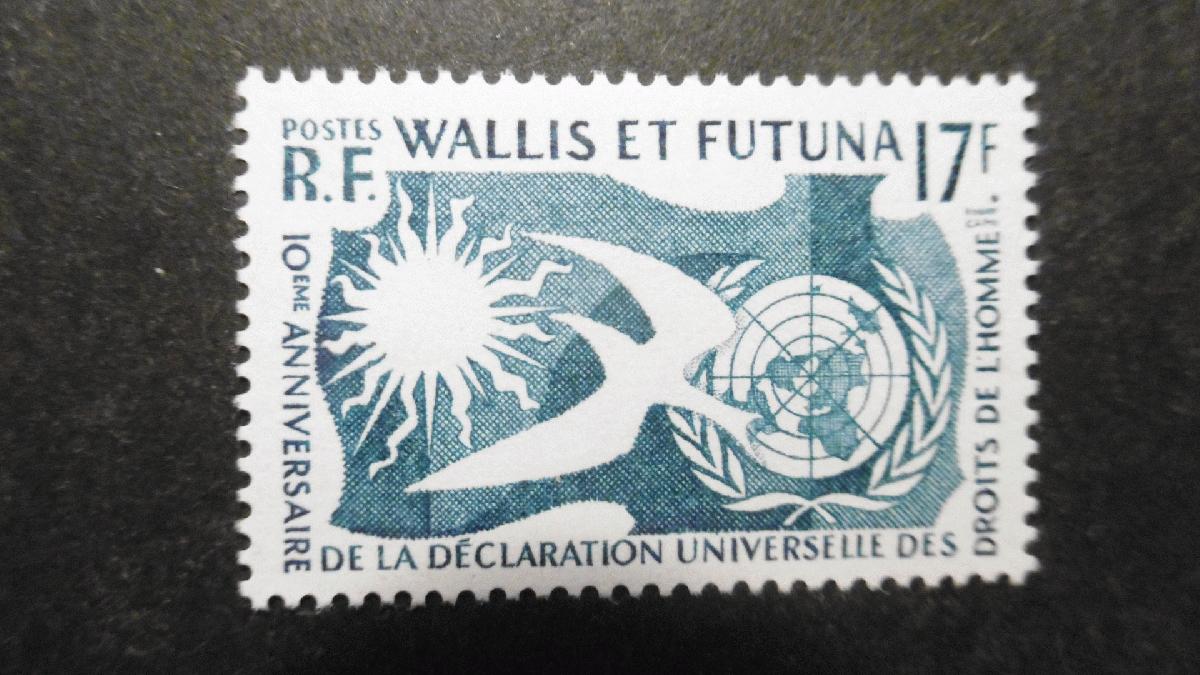 POSTES
R.F.
WALLIS ET FUTUNA
17F
10EME ANNIVERSAIRE
DE LA DÉCLARATION UNIVERSELLE DES
DROITS DE L'HOMME